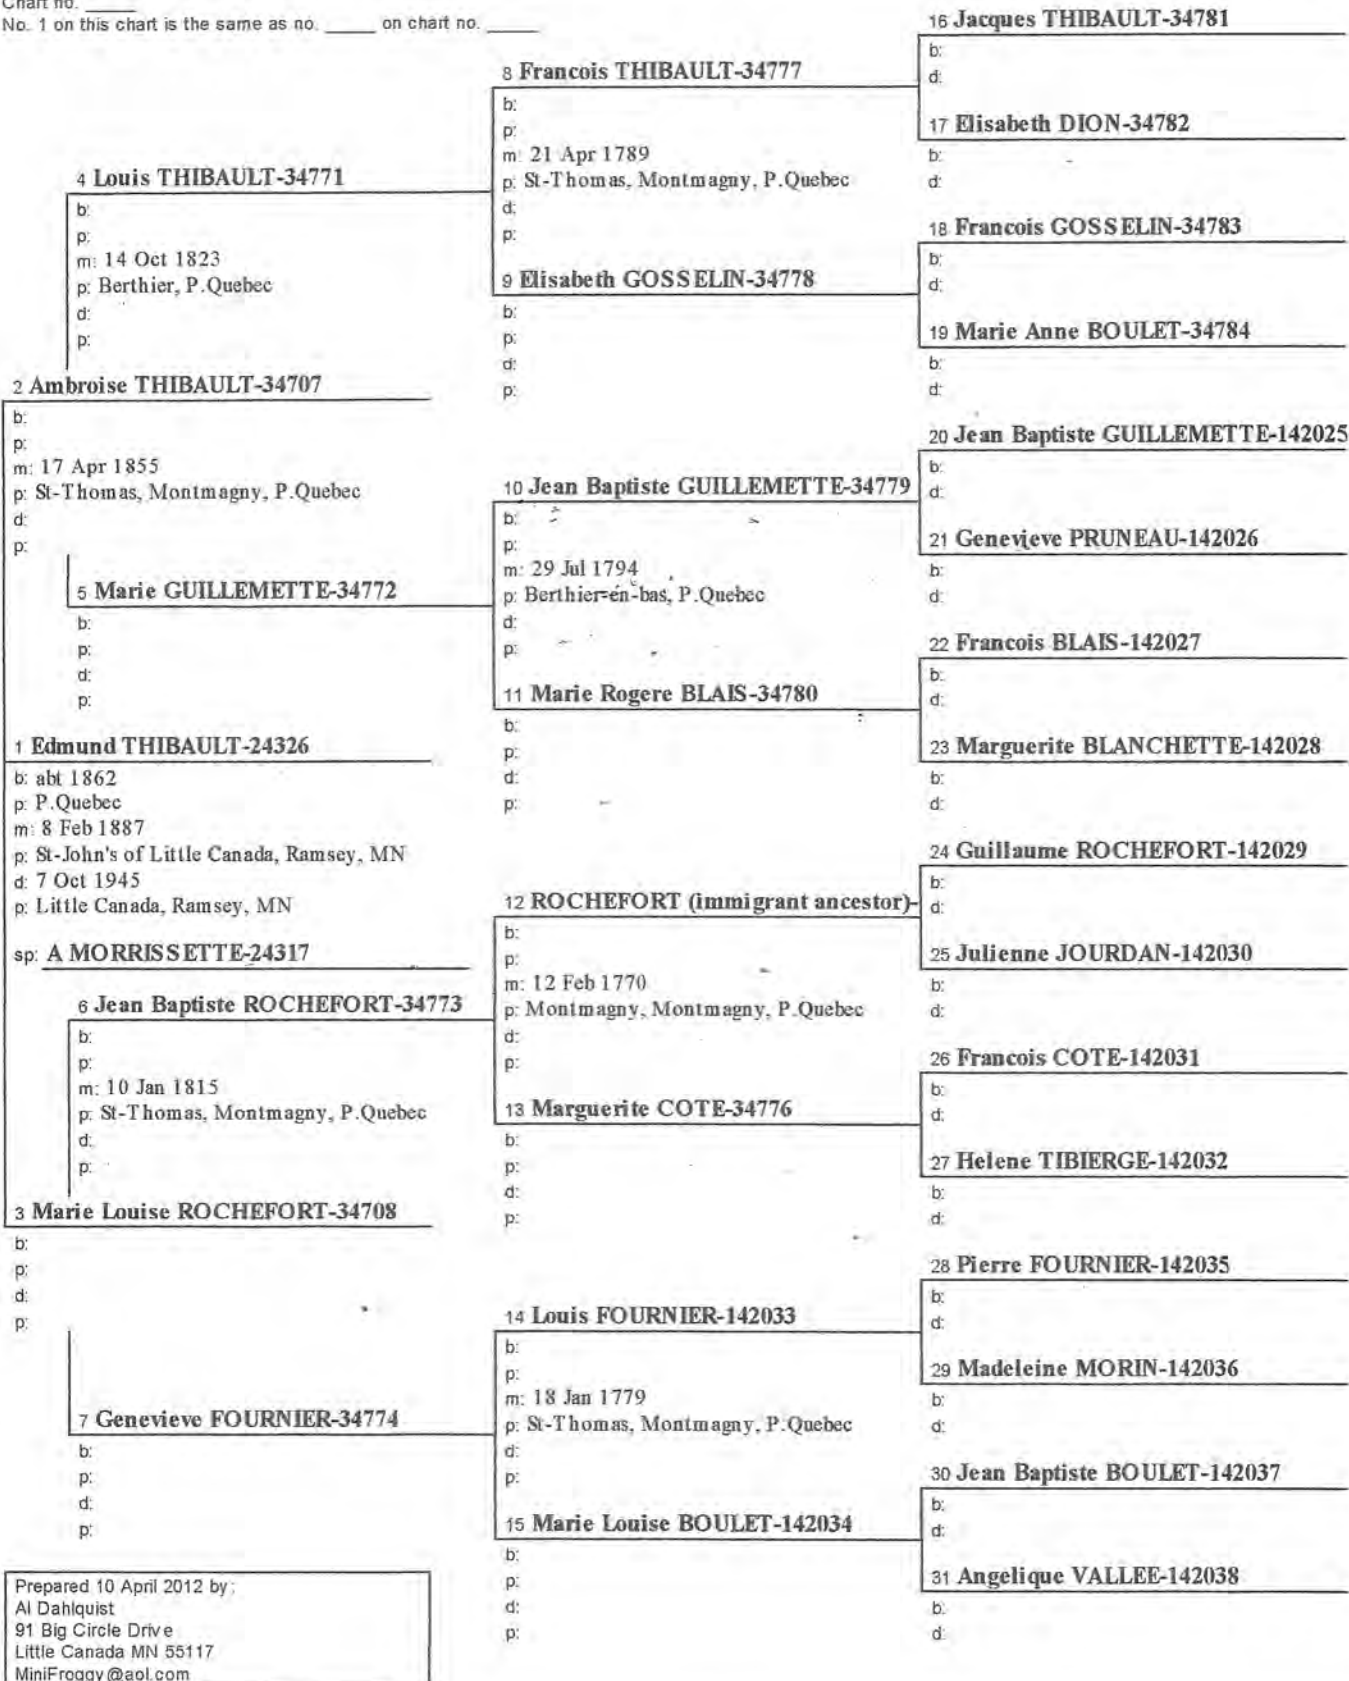 Chart no. _____
No. 1 on this chart is the same as no. _____ on chart no. _____
16 Jacques THIBAULT-34781
b:
d:
8 Francois THIBAULT-34777
b:
p:
m: 21 Apr 1789
p: St-Thomas, Montmagny, P.Quebec
d:
p:
17 Elisabeth DION-34782
b:
d:
4 Louis THIBAULT-34771
b:
p:
m: 14 Oct 1823
p: Berthier, P.Quebec
d:
p:
18 Francois GOSSELIN-34783
b:
d:
9 Elisabeth GOSSELIN-34778
b:
p:
d:
p:
19 Marie Anne BOULET-34784
b:
d:
2 Ambroise THIBAULT-34707
b:
p:
m: 17 Apr 1855
p: St-Thomas, Montmagny, P.Quebec
d:
p:
20 Jean Baptiste GUILLEMETTE-142025
b:
d:
10 Jean Baptiste GUILLEMETTE-34779
b:
p:
m: 29 Jul 1794
p: Berthier-en-bas, P.Quebec
d:
p:
21 Genevieve PRUNEAU-142026
b:
d:
5 Marie GUILLEMETTE-34772
b:
p:
d:
p:
22 Francois BLAIS-142027
b:
d:
11 Marie Rogere BLAIS-34780
b:
p:
d:
p:
23 Marguerite BLANCHETTE-142028
b:
d:
1 Edmund THIBAULT-24326
b: abt 1862
p: P.Quebec
m: 8 Feb 1887
p: St-John's of Little Canada, Ramsey, MN
d: 7 Oct 1945
p: Little Canada, Ramsey, MN
sp: A MORRISSETTE-24317
24 Guillaume ROCHEFORT-142029
b:
d:
12 ROCHEFORT (immigrant ancestor)-
b:
p:
m: 12 Feb 1770
p: Montmagny, Montmagny, P.Quebec
d:
p:
25 Julienne JOURDAN-142030
b:
d:
6 Jean Baptiste ROCHEFORT-34773
b:
p:
m: 10 Jan 1815
p: St-Thomas, Montmagny, P.Quebec
d:
p:
26 Francois COTE-142031
b:
d:
13 Marguerite COTE-34776
b:
p:
d:
p:
27 Helene TIBIERGE-142032
b:
d:
3 Marie Louise ROCHEFORT-34708
b:
p:
d:
p:
28 Pierre FOURNIER-142035
b:
d:
14 Louis FOURNIER-142033
b:
p:
m: 18 Jan 1779
p: St-Thomas, Montmagny, P.Quebec
d:
p:
29 Madeleine MORIN-142036
b:
d:
7 Genevieve FOURNIER-34774
b:
p:
d:
p:
30 Jean Baptiste BOULET-142037
b:
d:
15 Marie Louise BOULET-142034
b:
p:
d:
p:
31 Angelique VALLEE-142038
b:
d:
Prepared 10 April 2012 by:
Al Dahlquist
91 Big Circle Drive
Little Canada MN 55117
MiniFroggy@aol.com